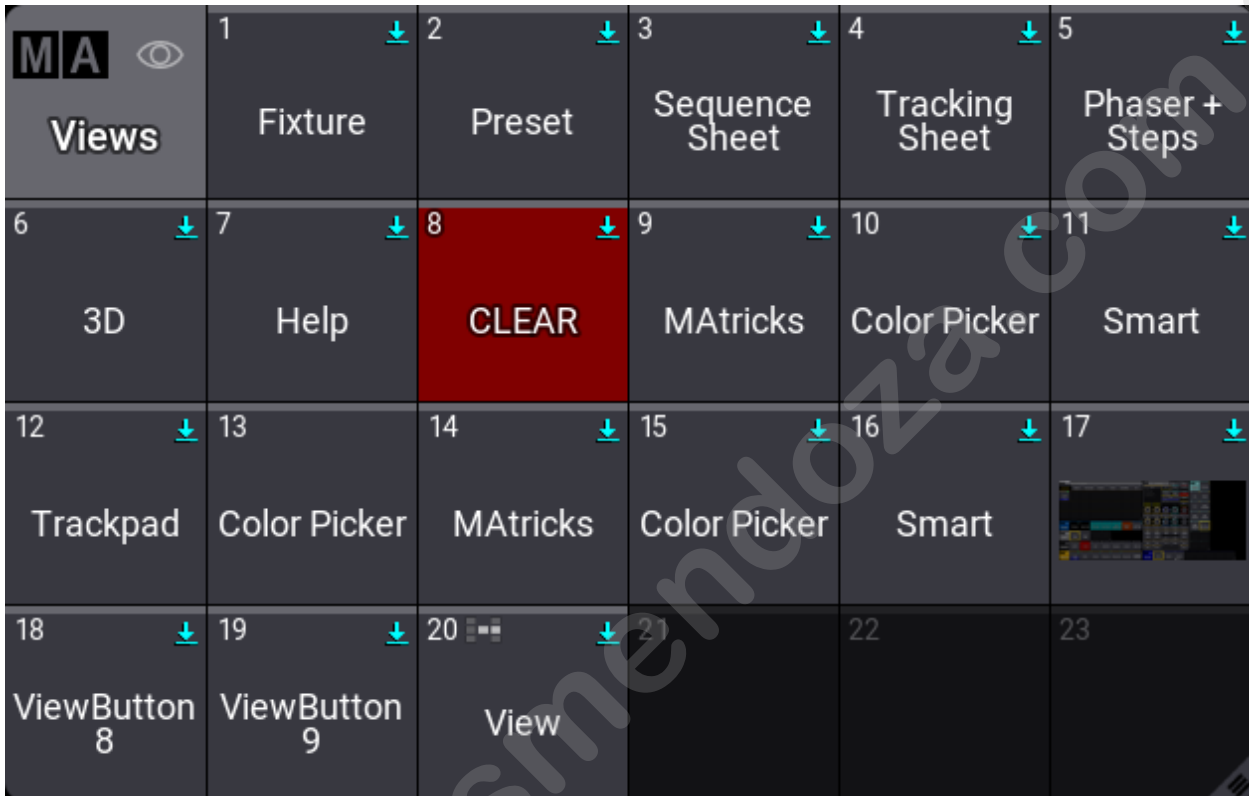 MA
Views
1
Fixture
2
Preset
3
Sequence
Sheet
4
Tracking
Sheet
5
Phaser +
Steps
6
3D
7
Help
8
CLEAR
9
MAtricks
10
Color Picker
11
Smart
12
Trackpad
13
Color Picker
14
MAtricks
15
Color Picker
16
Smart
17
18
ViewButton
8
19
ViewButton
9
20
View
21
22
23
smendoza.com